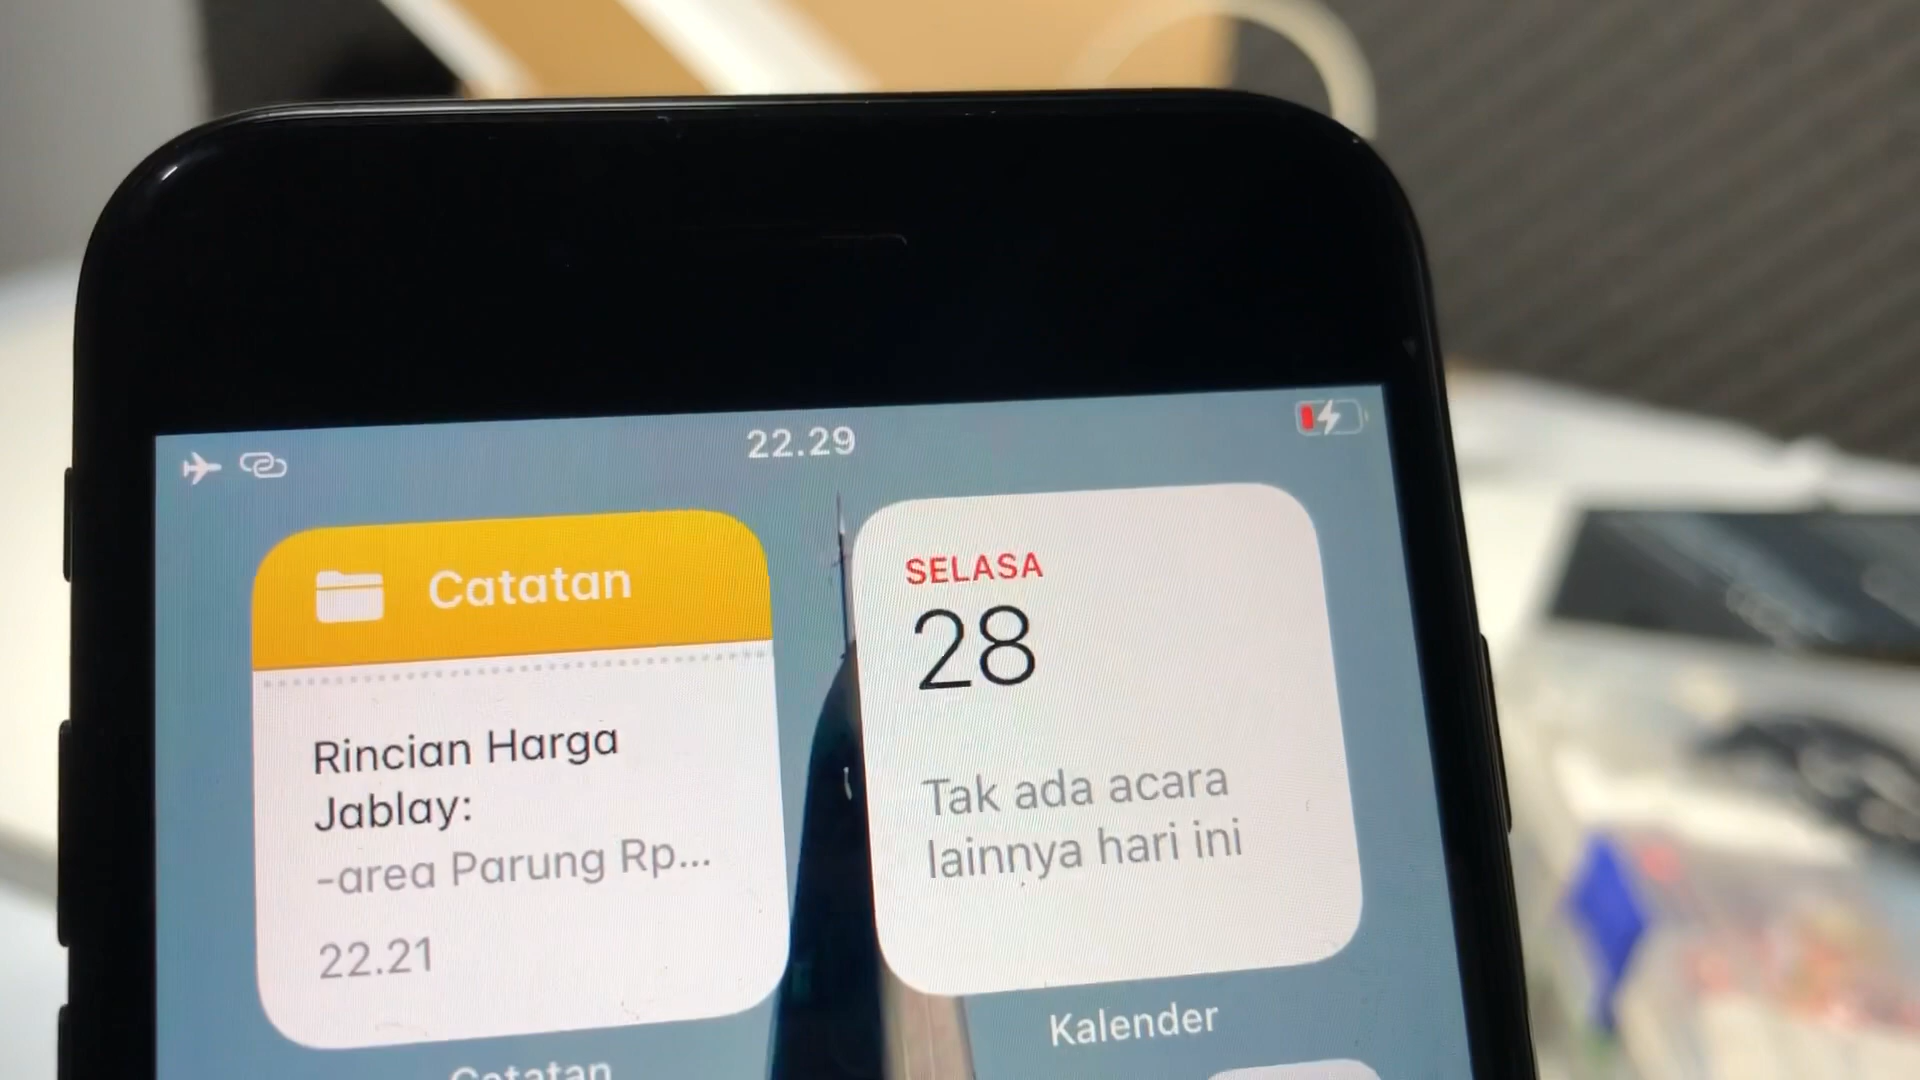 22.29
Catatan
Rincian Harga
Jablay:
-area Parung Rp...
22.21
Catatan
SELASA
28
Tak ada acara
lainnya hari ini
Kalender